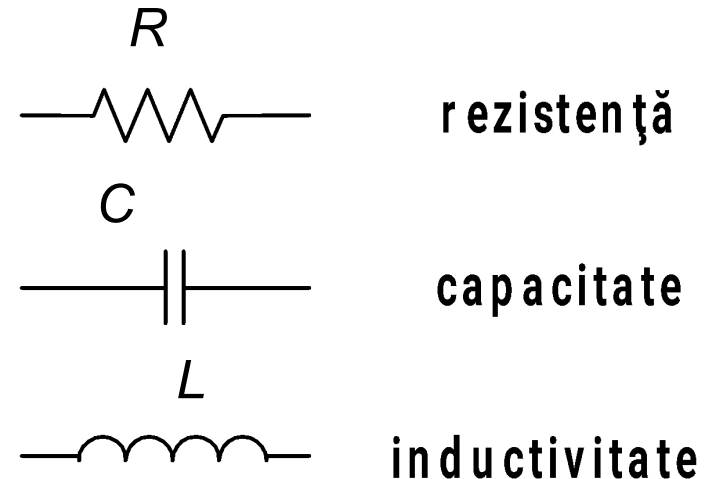 R
rezistenţă
C
capacitate
L
inductivitate